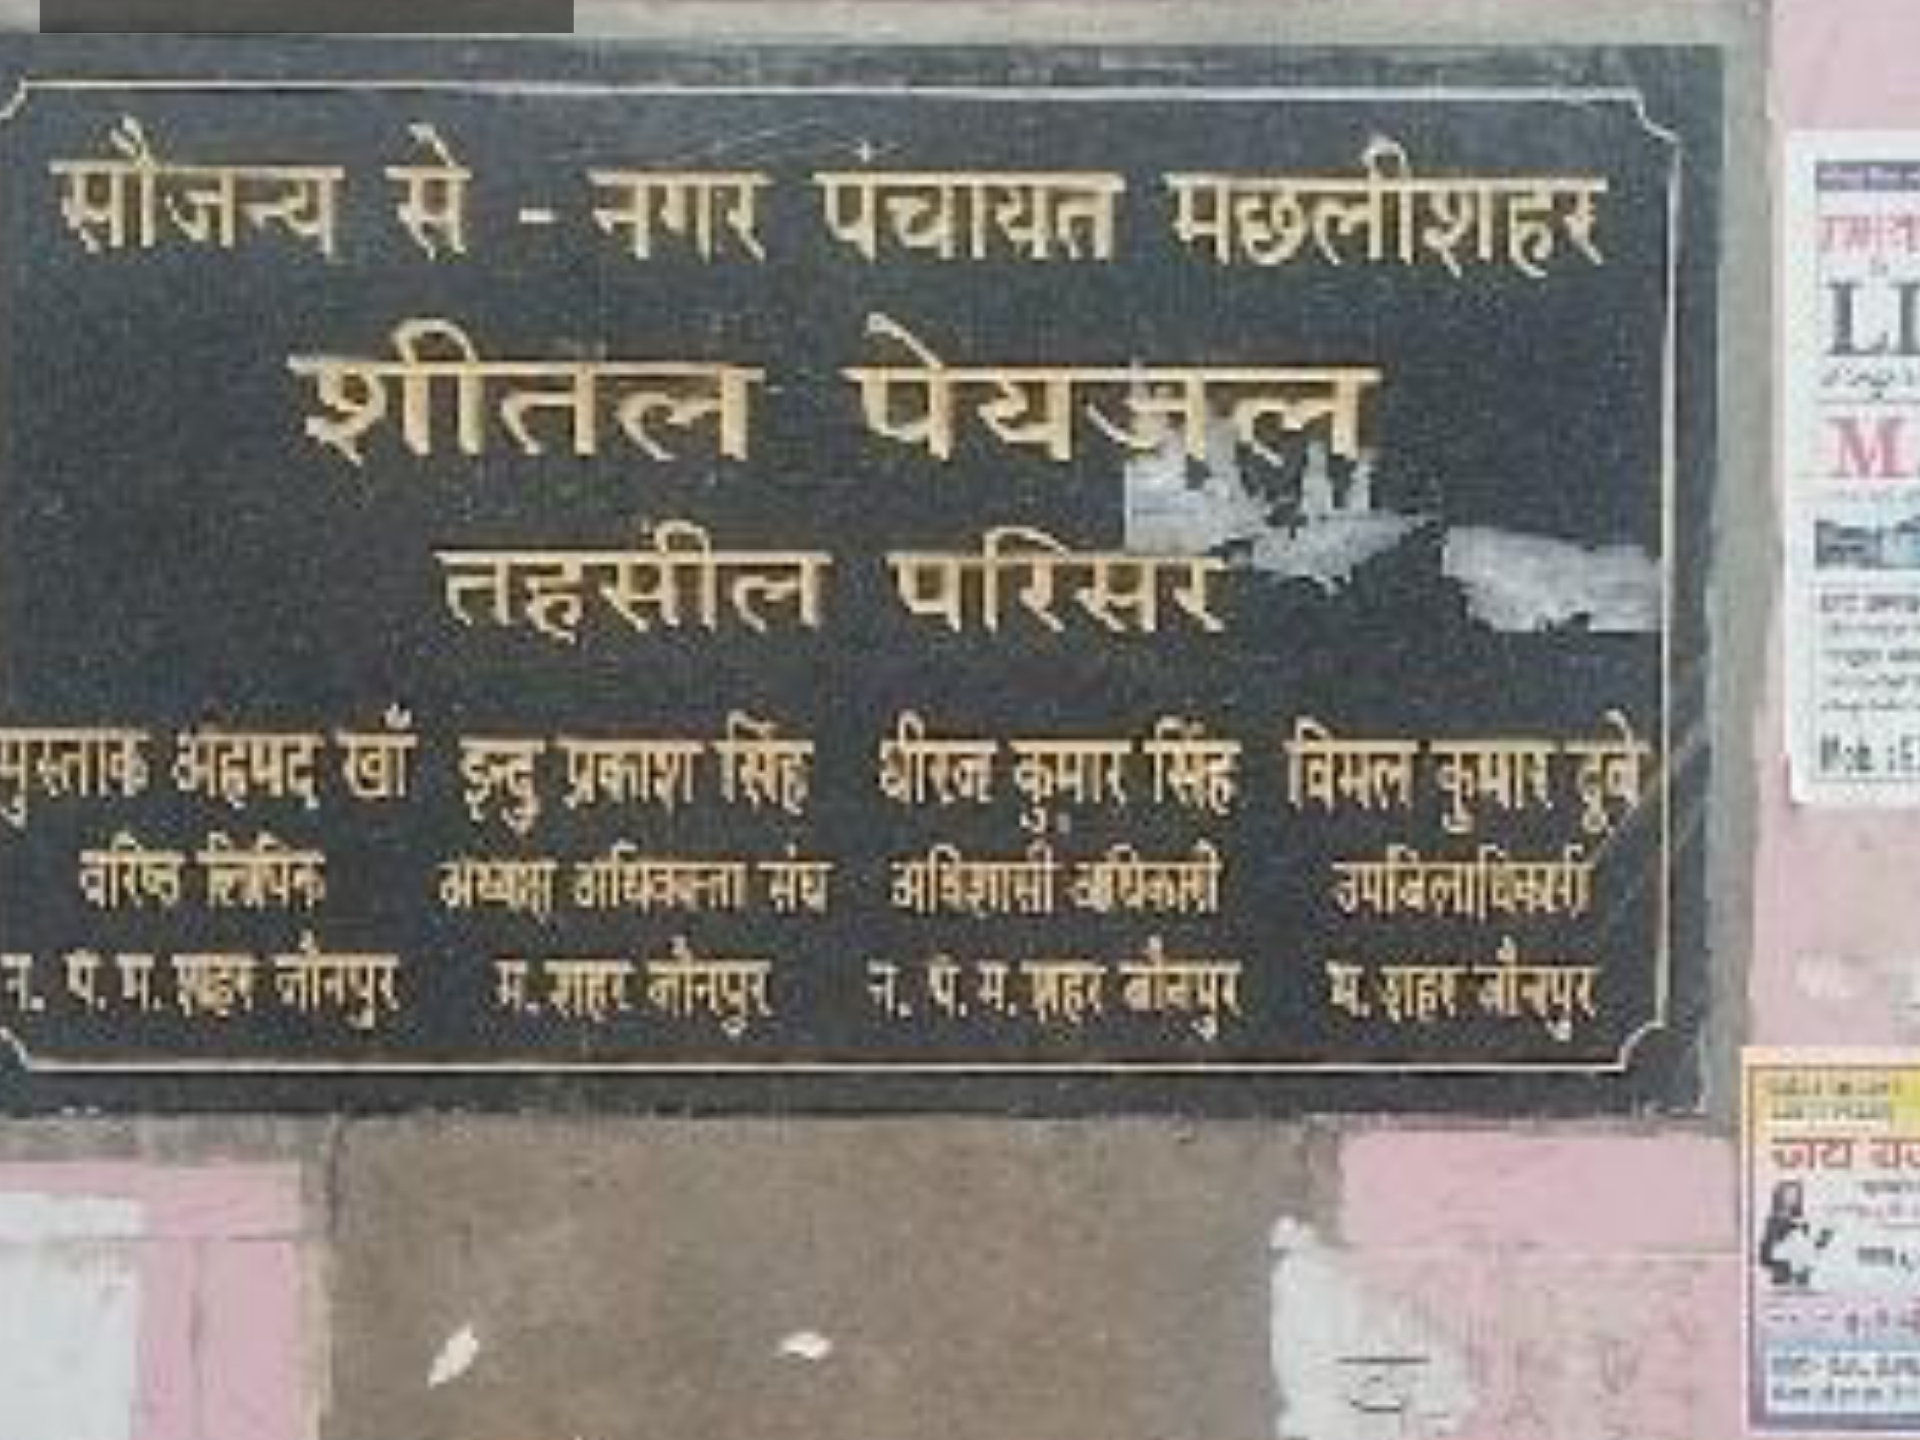 सौजन्य से - नगर पंचायत मछलीशहर
शीतल पेयजल
तहसील परिसर
मुस्ताक अहमद खाँ इन्दु प्रकाश सिंह धीरज कुमार सिंह विमल कुमार दूबे
वरिष्ठ लिपिक अध्यक्ष अधिवक्ता संघ अधिशासी अधिकारी उपजिलाधिकारी
न. पं. म. शहर जौनपुर म. शहर जौनपुर न. पं. म. शहर जौनपुर म. शहर जौनपुर